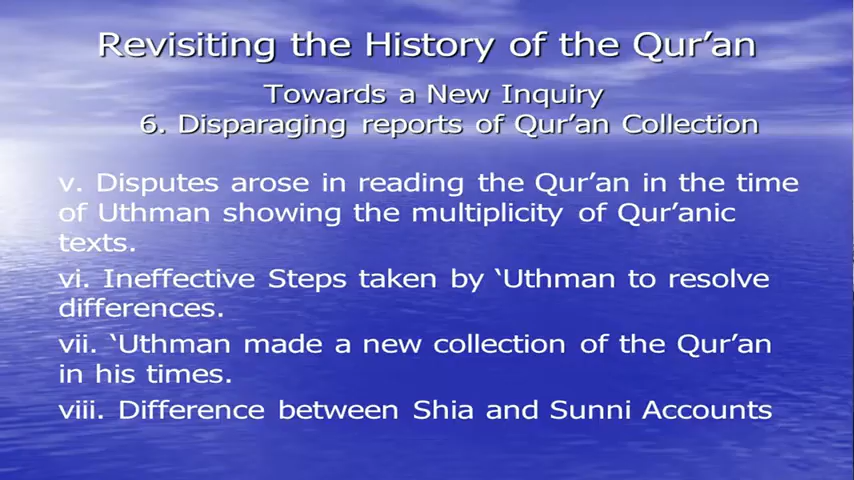 Revisiting the History of the Qur’an
Towards a New Inquiry
6. Disparaging reports of Qur’an Collection
v. Disputes arose in reading the Qur’an in the time
of Uthman showing the multiplicity of Qur’anic
texts.
vi. Ineffective Steps taken by ‘Uthman to resolve
differences.
vii. ‘Uthman made a new collection of the Qur’an
in his times.
viii. Difference between Shia and Sunni Accounts